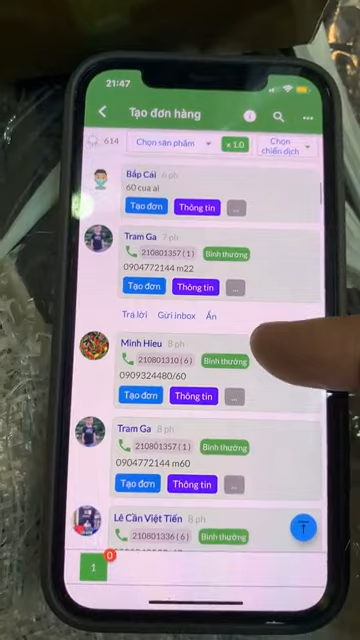 21:47
Tạo đơn hàng
614 Chọn sản phẩm x 1.0 Chọn chiến dịch
Bắp Cải 6 ph
60 cua ai
Tạo đơn Thông tin ...
Tram Ga 7 ph
210801357 ( 1 ) Bình thường
0904772144 m22
Tạo đơn Thông tin ...
Trả lời Gửi inbox Ẩn
Minh Hieu 8 ph
210801310 ( 6 ) Bình thường
0909324480/60
Tạo đơn Thông tin ...
Tram Ga 8 ph
210801357 ( 1 ) Bình thường
0904772144 m60
Tạo đơn Thông tin ...
Lê Cần Việt Tiến 8 ph
210801336 ( 6 ) Bình thường
1 0